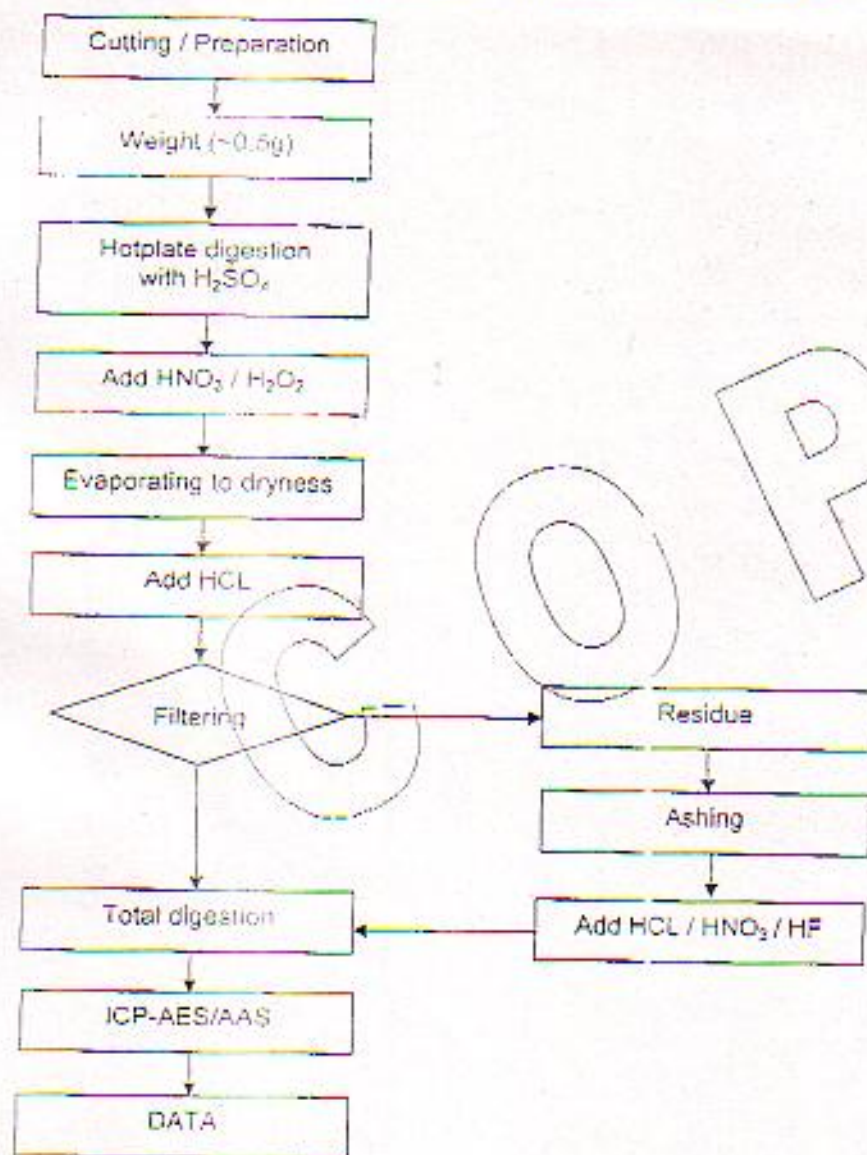 Cutting / Preparation
Weight (~0.5g)
Hotplate digestion
with H₂SO₄
Add HNO₃ / H₂O₂
Evaporating to dryness
Add HCL
Filtering
Residue
Ashing
Add HCL / HNO₃ / HF
Total digestion
ICP-AES/AAS
DATA
C O P